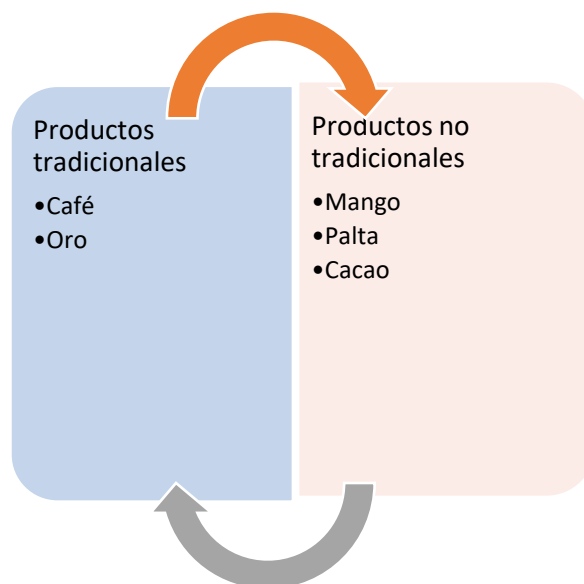 Productos
tradicionales
•Café
•Oro
Productos no
tradicionales
•Mango
•Palta
•Cacao